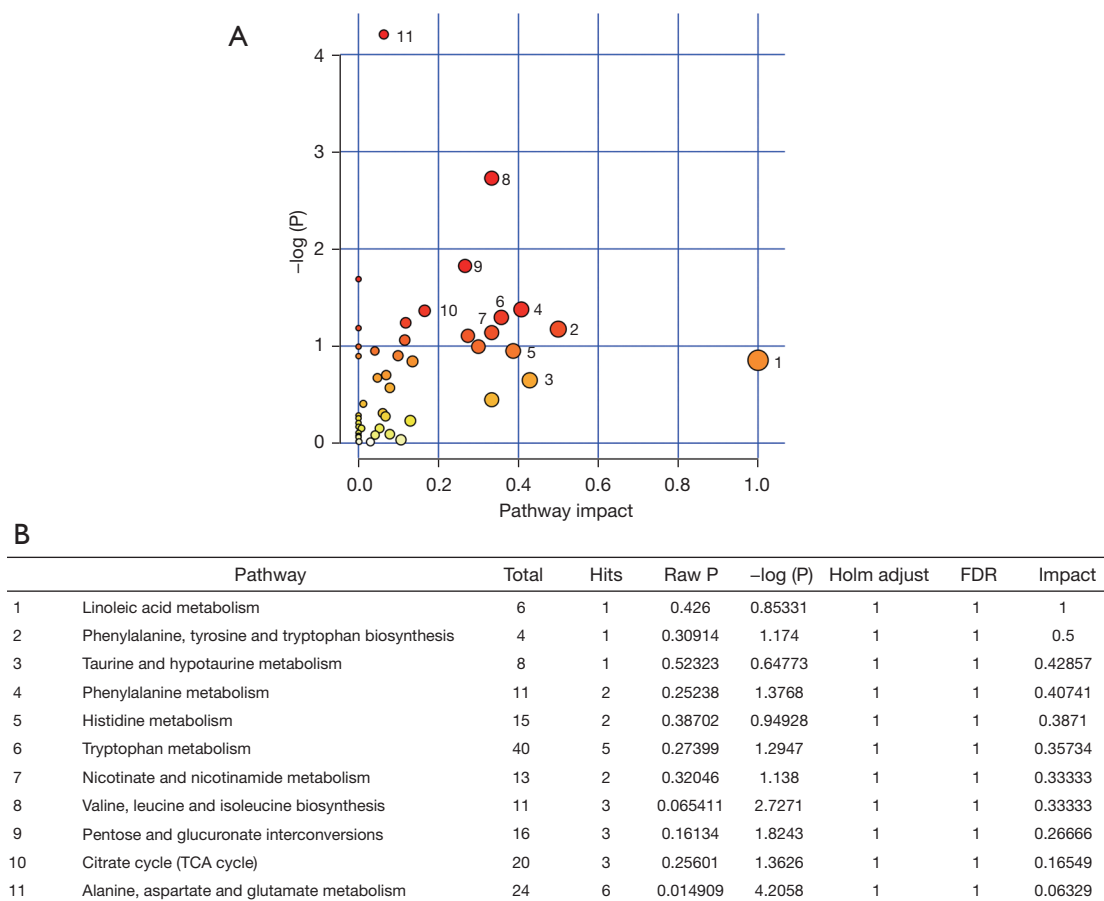 A
11
4
3
8
–log (P)
2
9
10
6
4
7
2
1
5
1
3
0
0.0 0.2 0.4 0.6 0.8 1.0
Pathway impact
B
Pathway Total Hits Raw P –log (P) Holm adjust FDR Impact
1 Linoleic acid metabolism 6 1 0.426 0.85331 1 1 1
2 Phenylalanine, tyrosine and tryptophan biosynthesis 4 1 0.30914 1.174 1 1 0.5
3 Taurine and hypotaurine metabolism 8 1 0.52323 0.64773 1 1 0.42857
4 Phenylalanine metabolism 11 2 0.25238 1.3768 1 1 0.40741
5 Histidine metabolism 15 2 0.38702 0.94928 1 1 0.3871
6 Tryptophan metabolism 40 5 0.27399 1.2947 1 1 0.35734
7 Nicotinate and nicotinamide metabolism 13 2 0.32046 1.138 1 1 0.33333
8 Valine, leucine and isoleucine biosynthesis 11 3 0.065411 2.7271 1 1 0.33333
9 Pentose and glucuronate interconversions 16 3 0.16134 1.8243 1 1 0.26666
10 Citrate cycle (TCA cycle) 20 3 0.25601 1.3626 1 1 0.16549
11 Alanine, aspartate and glutamate metabolism 24 6 0.014909 4.2058 1 1 0.06329